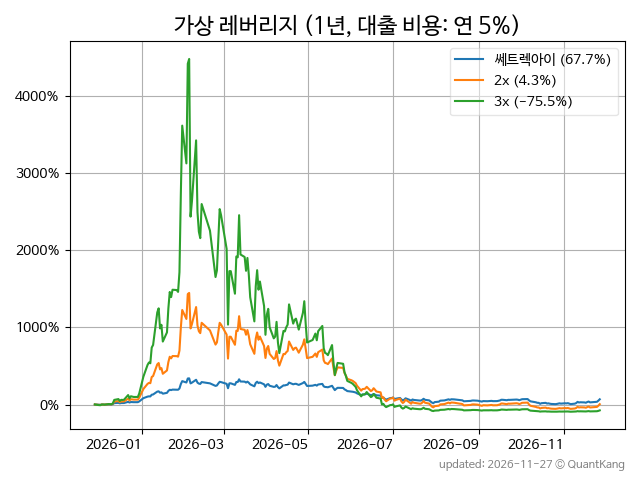 가상 레버리지 (1년, 대출 비용: 연 5%)
쎄트렉아이 (67.7%)
2x (4.3%)
3x (-75.5%)
4000%
3000%
2000%
1000%
0%
2026-01 2026-03 2026-05 2026-07 2026-09 2026-11
updated: 2026-11-27 © QuantKang